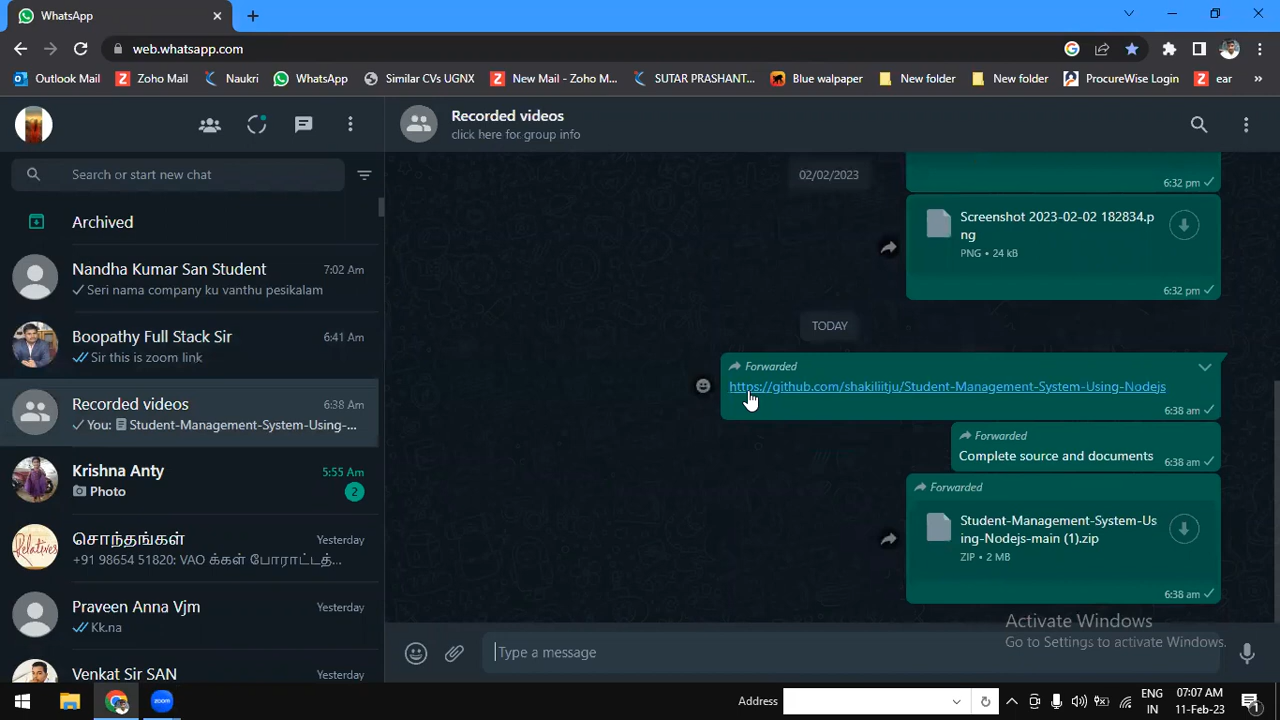 WhatsApp
web.whatsapp.com
Outlook Mail
Zoho Mail
Naukri
WhatsApp
Similar CVs UGNX
New Mail - Zoho M...
SUTAR PRASHANT...
Blue walpaper
New folder
New folder
ProcureWise Login
ear
Search or start new chat
Archived
Nandha Kumar San Student
7:02 Am
Seri nama company ku vanthu pesikalam
Boopathy Full Stack Sir
6:41 Am
Sir this is zoom link
Recorded videos
6:38 Am
You: Student-Management-System-Using-...
Krishna Anty
5:55 Am
Photo
2
சொந்தங்கள்
Yesterday
+91 98654 51820: VAO க்கள் போராட்டத்...
Praveen Anna Vjm
Yesterday
Kk.na
Venkat Sir SAN
Yesterday
Recorded videos
click here for group info
6:32 pm
02/02/2023
Screenshot 2023-02-02 182834.p
ng
PNG • 24 kB
6:32 pm
TODAY
Forwarded
https://github.com/shakiliitju/Student-Management-System-Using-Nodejs
6:38 am
Forwarded
Complete source and documents
6:38 am
Forwarded
Student-Management-System-Us
ing-Nodejs-main (1).zip
ZIP • 2 MB
6:38 am
Activate Windows
Go to Settings to activate Windows.
Type a message
zoom
Address
ENG
IN
07:07 AM
11-Feb-23
1